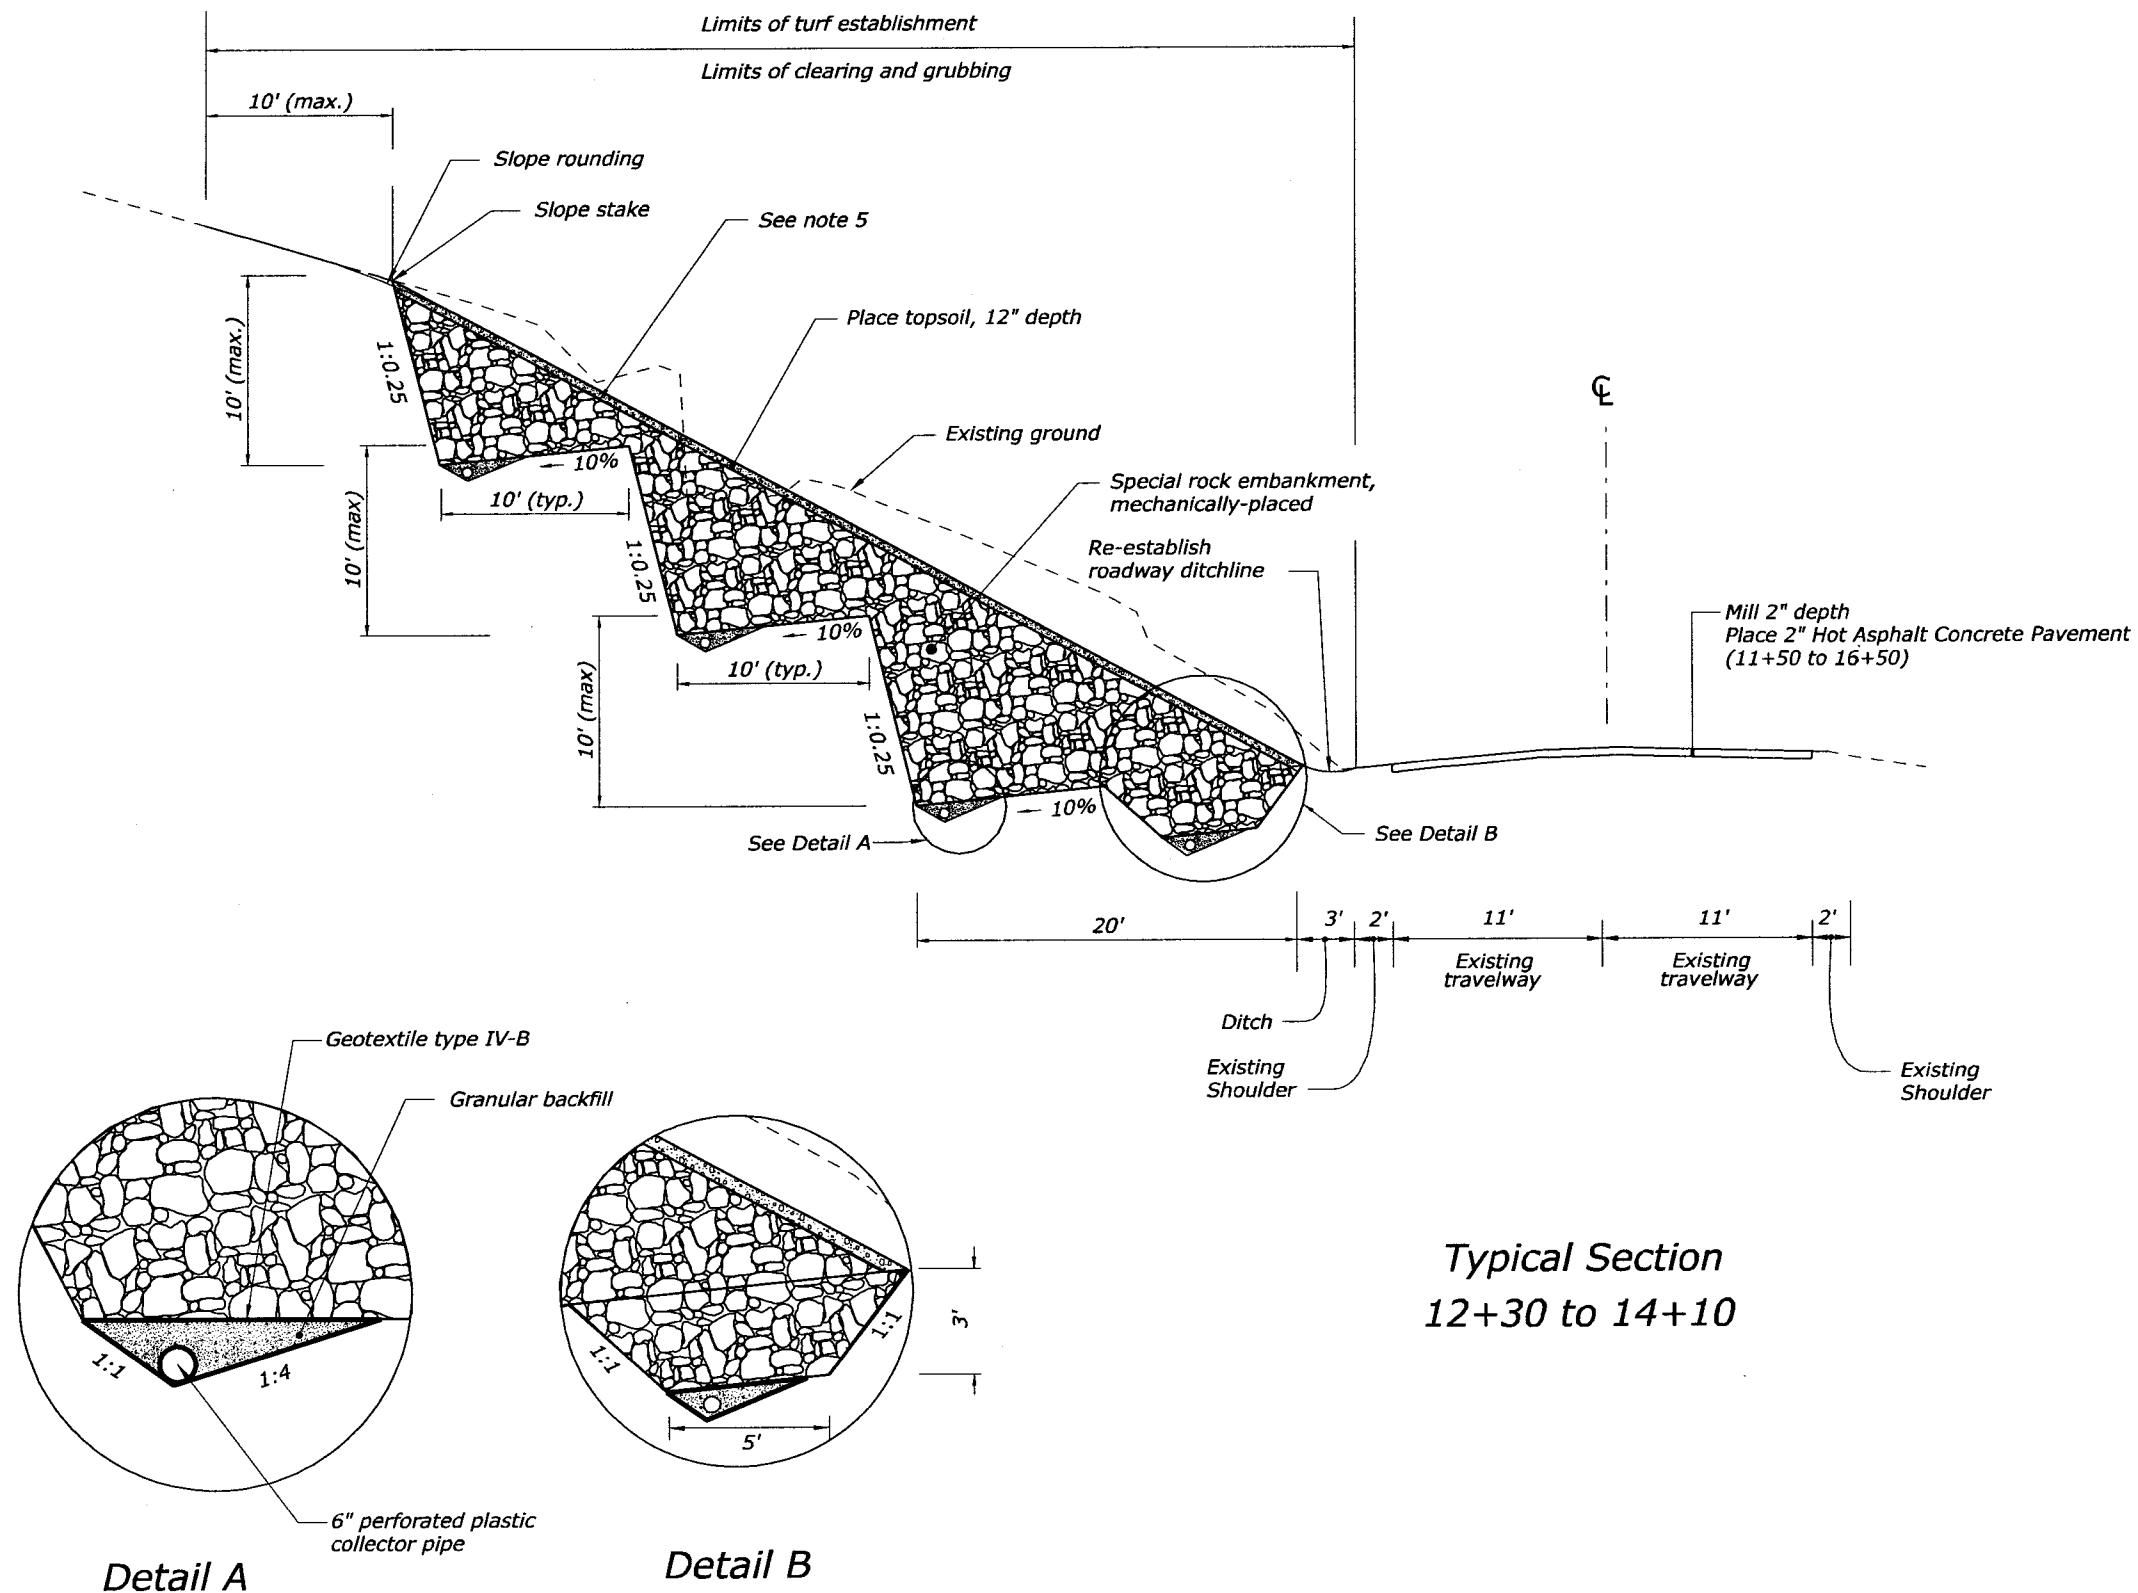 Limits of turf establishment
Limits of clearing and grubbing
10' (max.)
Slope rounding
Slope stake
See note 5
Place topsoil, 12" depth
10' (max.)
1:0.25
℄
Existing ground
10%
10' (typ.)
Special rock embankment,
mechanically-placed
10' (max)
1:0.25
Re-establish
roadway ditchline
Mill 2" depth
Place 2" Hot Asphalt Concrete Pavement
(11+50 to 16+50)
10%
10' (typ.)
10' (max)
1:0.25
10%
See Detail A
See Detail B
20'
3'
2'
11'
11'
2'
Existing
travelway
Existing
travelway
Ditch
Existing
Shoulder
Existing
Shoulder
Geotextile type IV-B
Granular backfill
1:1
1:4
6" perforated plastic
collector pipe
Detail A
1:1
1:1
3'
5'
Detail B
Typical Section
12+30 to 14+10